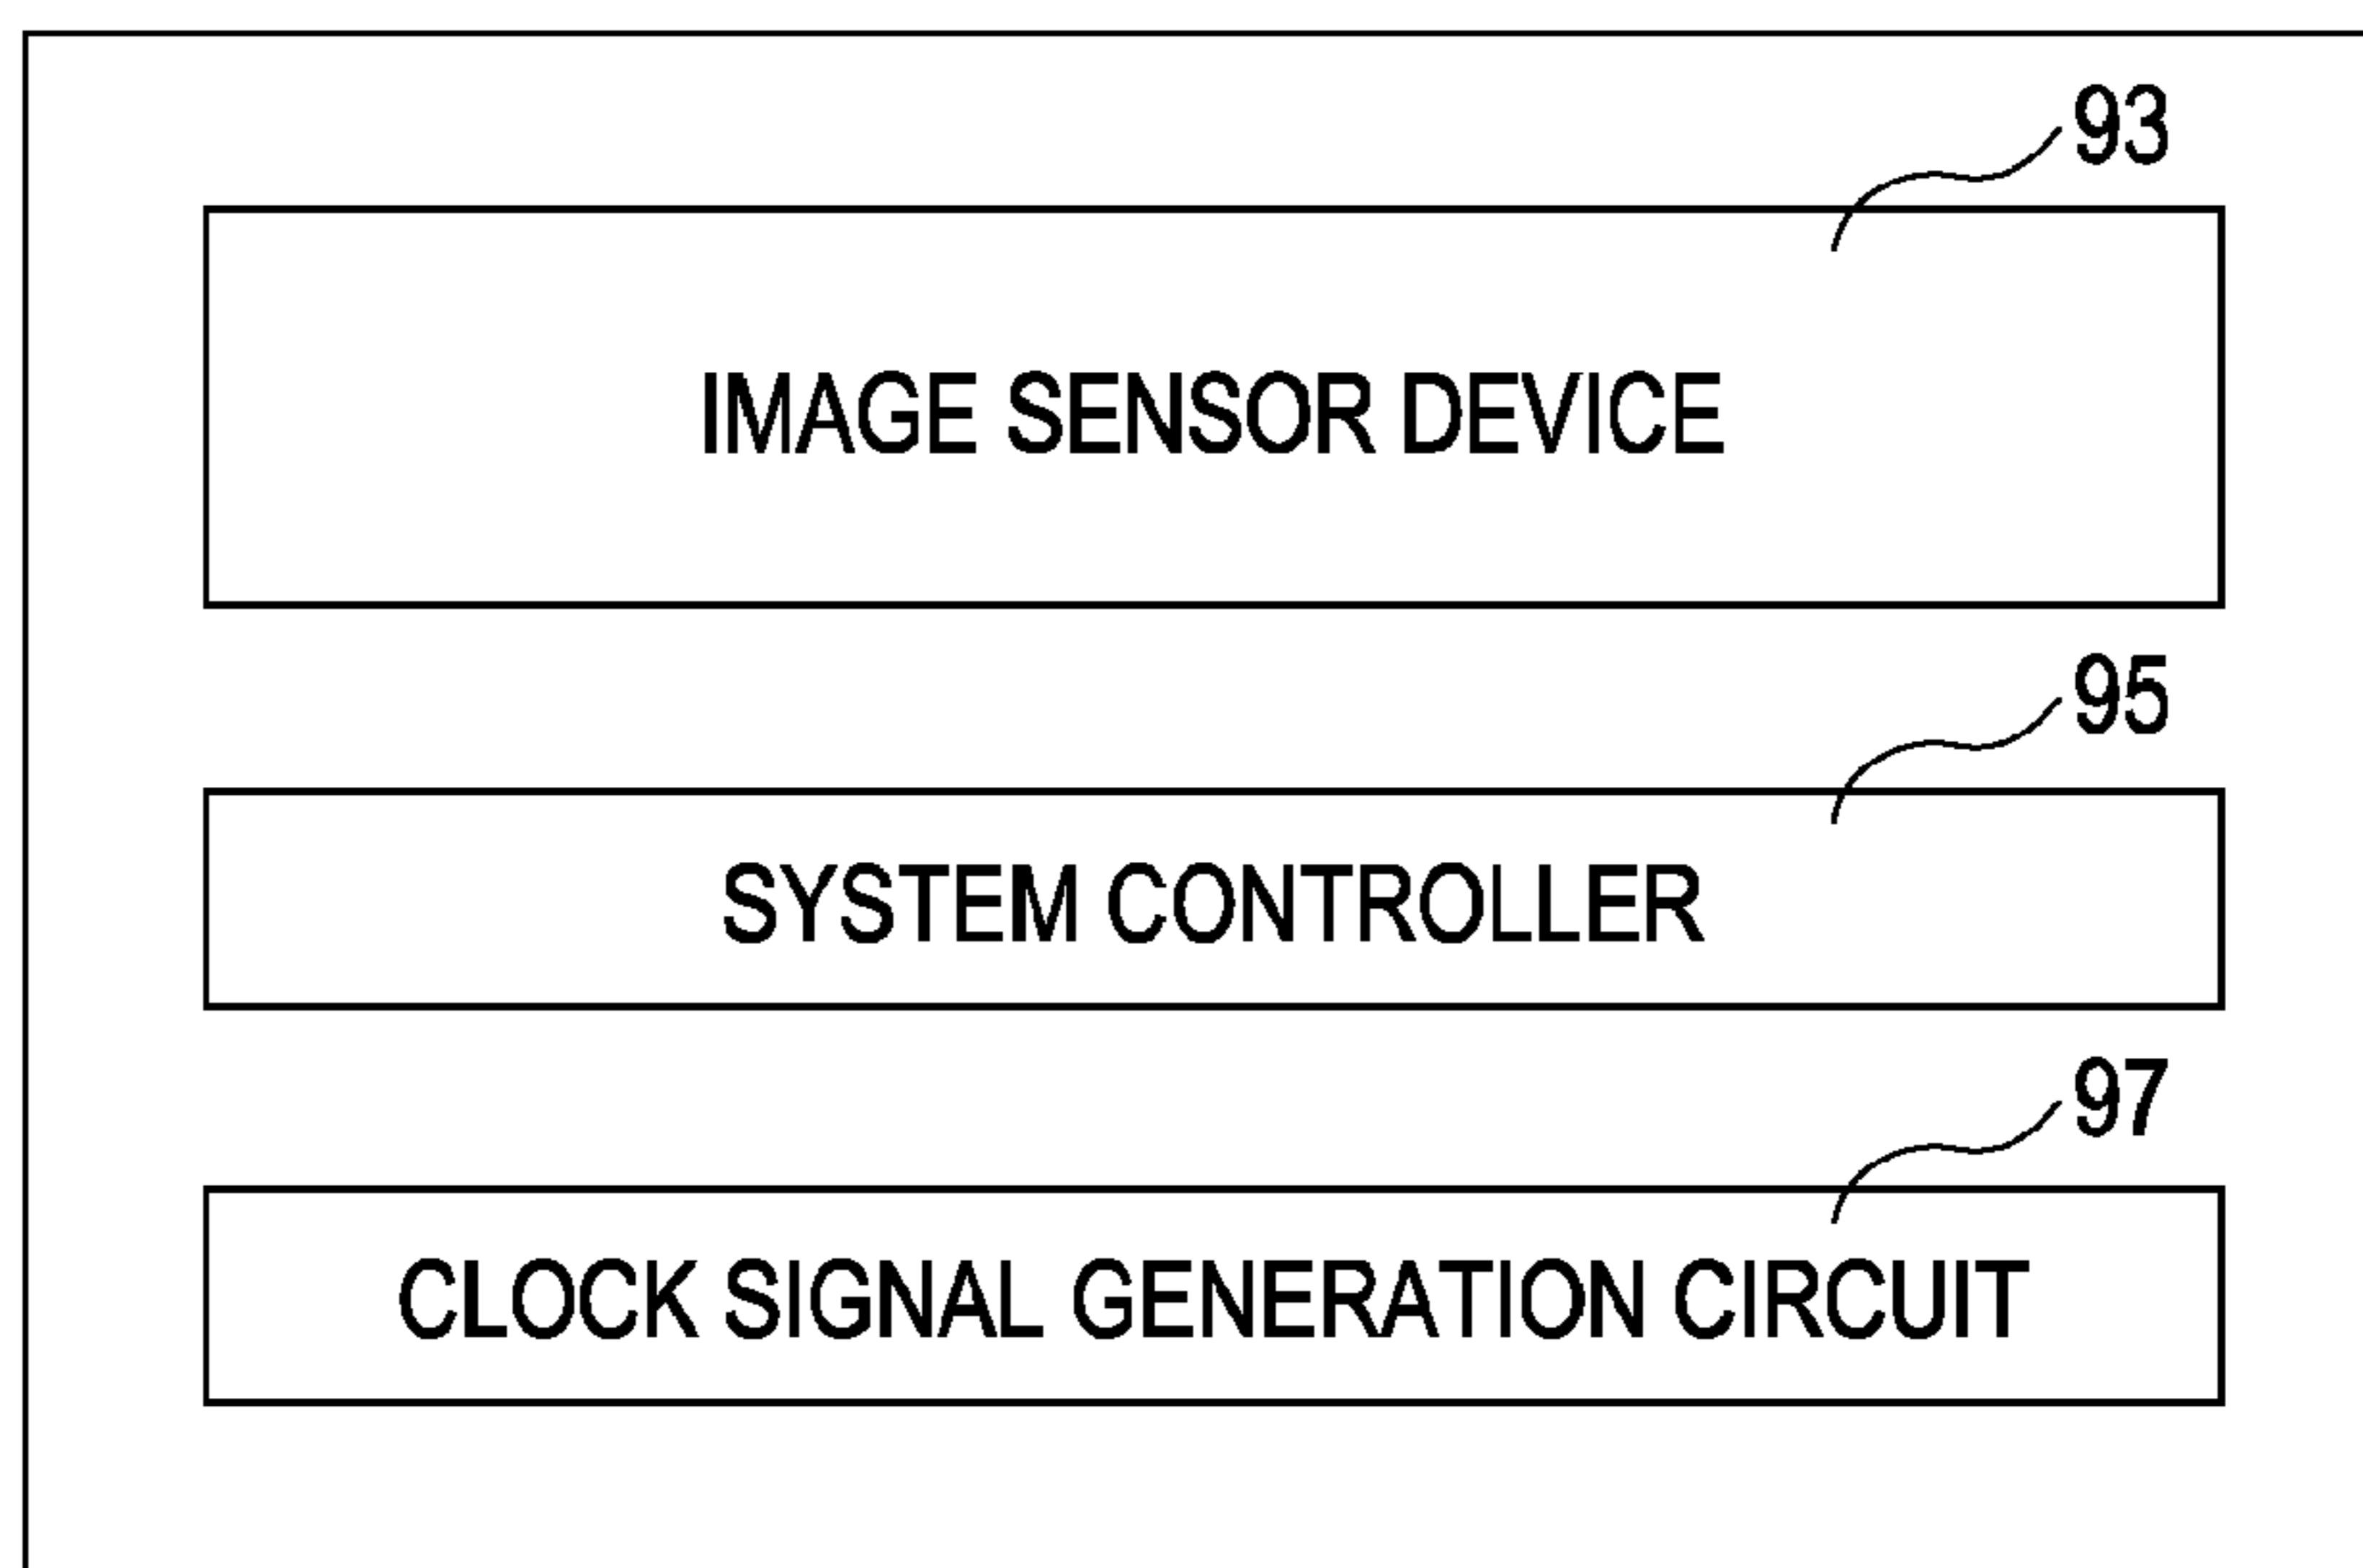 93
IMAGE SENSOR DEVICE
95
SYSTEM CONTROLLER
97
CLOCK SIGNAL GENERATION CIRCUIT